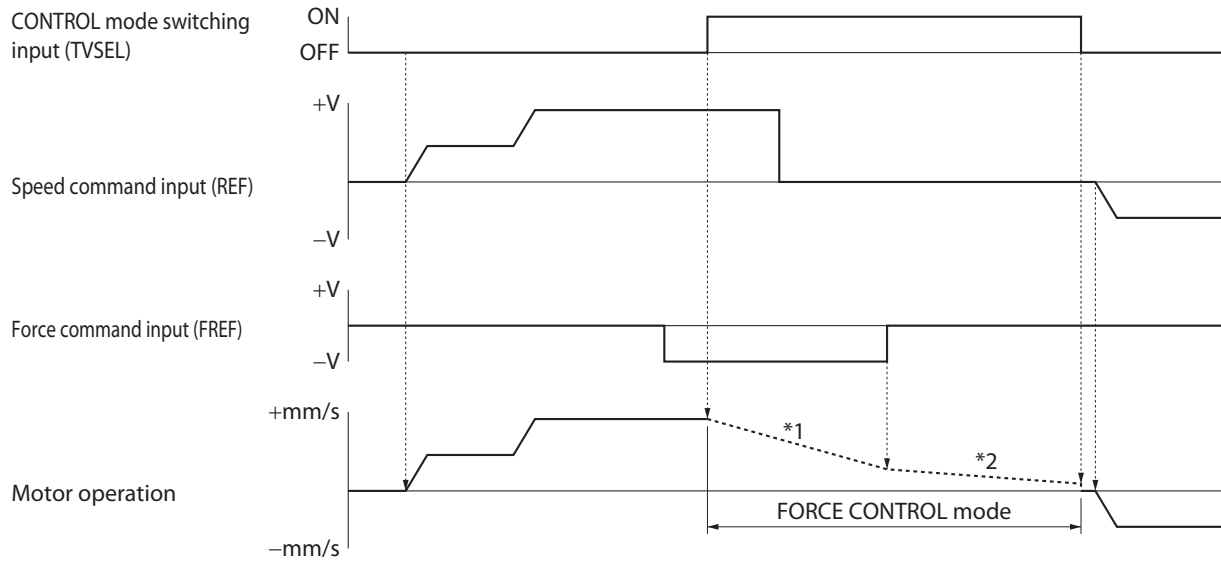 CONTROL mode switching
input (TVSEL)
ON
OFF
+V
Speed command input (REF)
−V
+V
Force command input (FREF)
−V
+mm/s
*1
*2
Motor operation
FORCE CONTROL mode
−mm/s